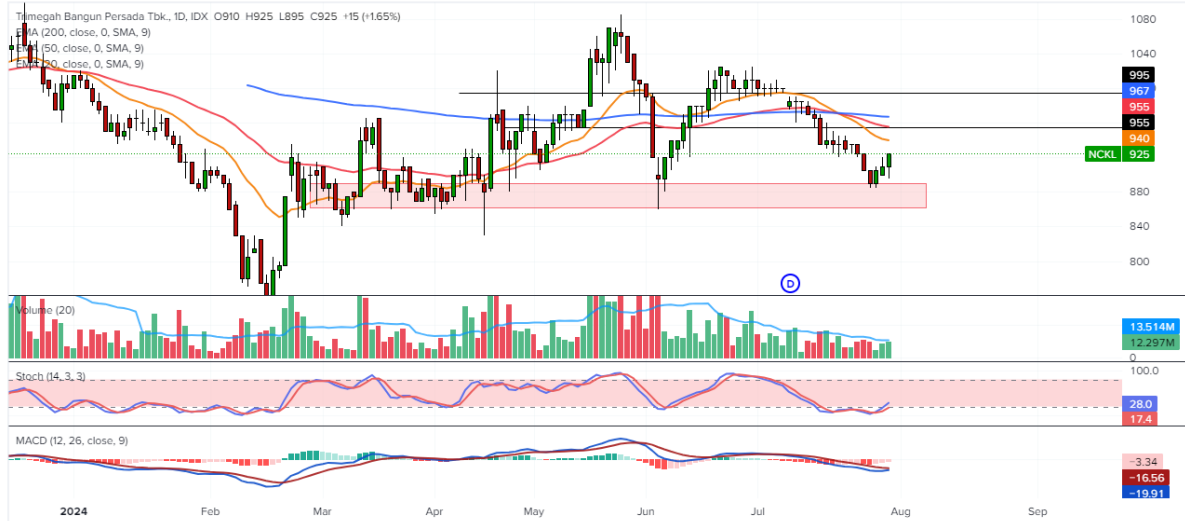 Trimegah Bangun Persada Tbk., 1D, IDX O910 H925 L895 C925 +15 (+1.65%)
EMA (200, close, 0, SMA, 9)
EMA (50, close, 0, SMA, 9)
EMA (20, close, 0, SMA, 9)
1080
1040
995
967
955
955
940
NCKL 925
880
840
800
D
Volume (20)
13.514M
12.297M
0
Stoch (14, 3, 3)
100.0
28.0
17.4
MACD (12, 26, close, 9)
−3.34
−16.56
−19.91
2024 Feb Mar Apr May Jun Jul Aug Sep